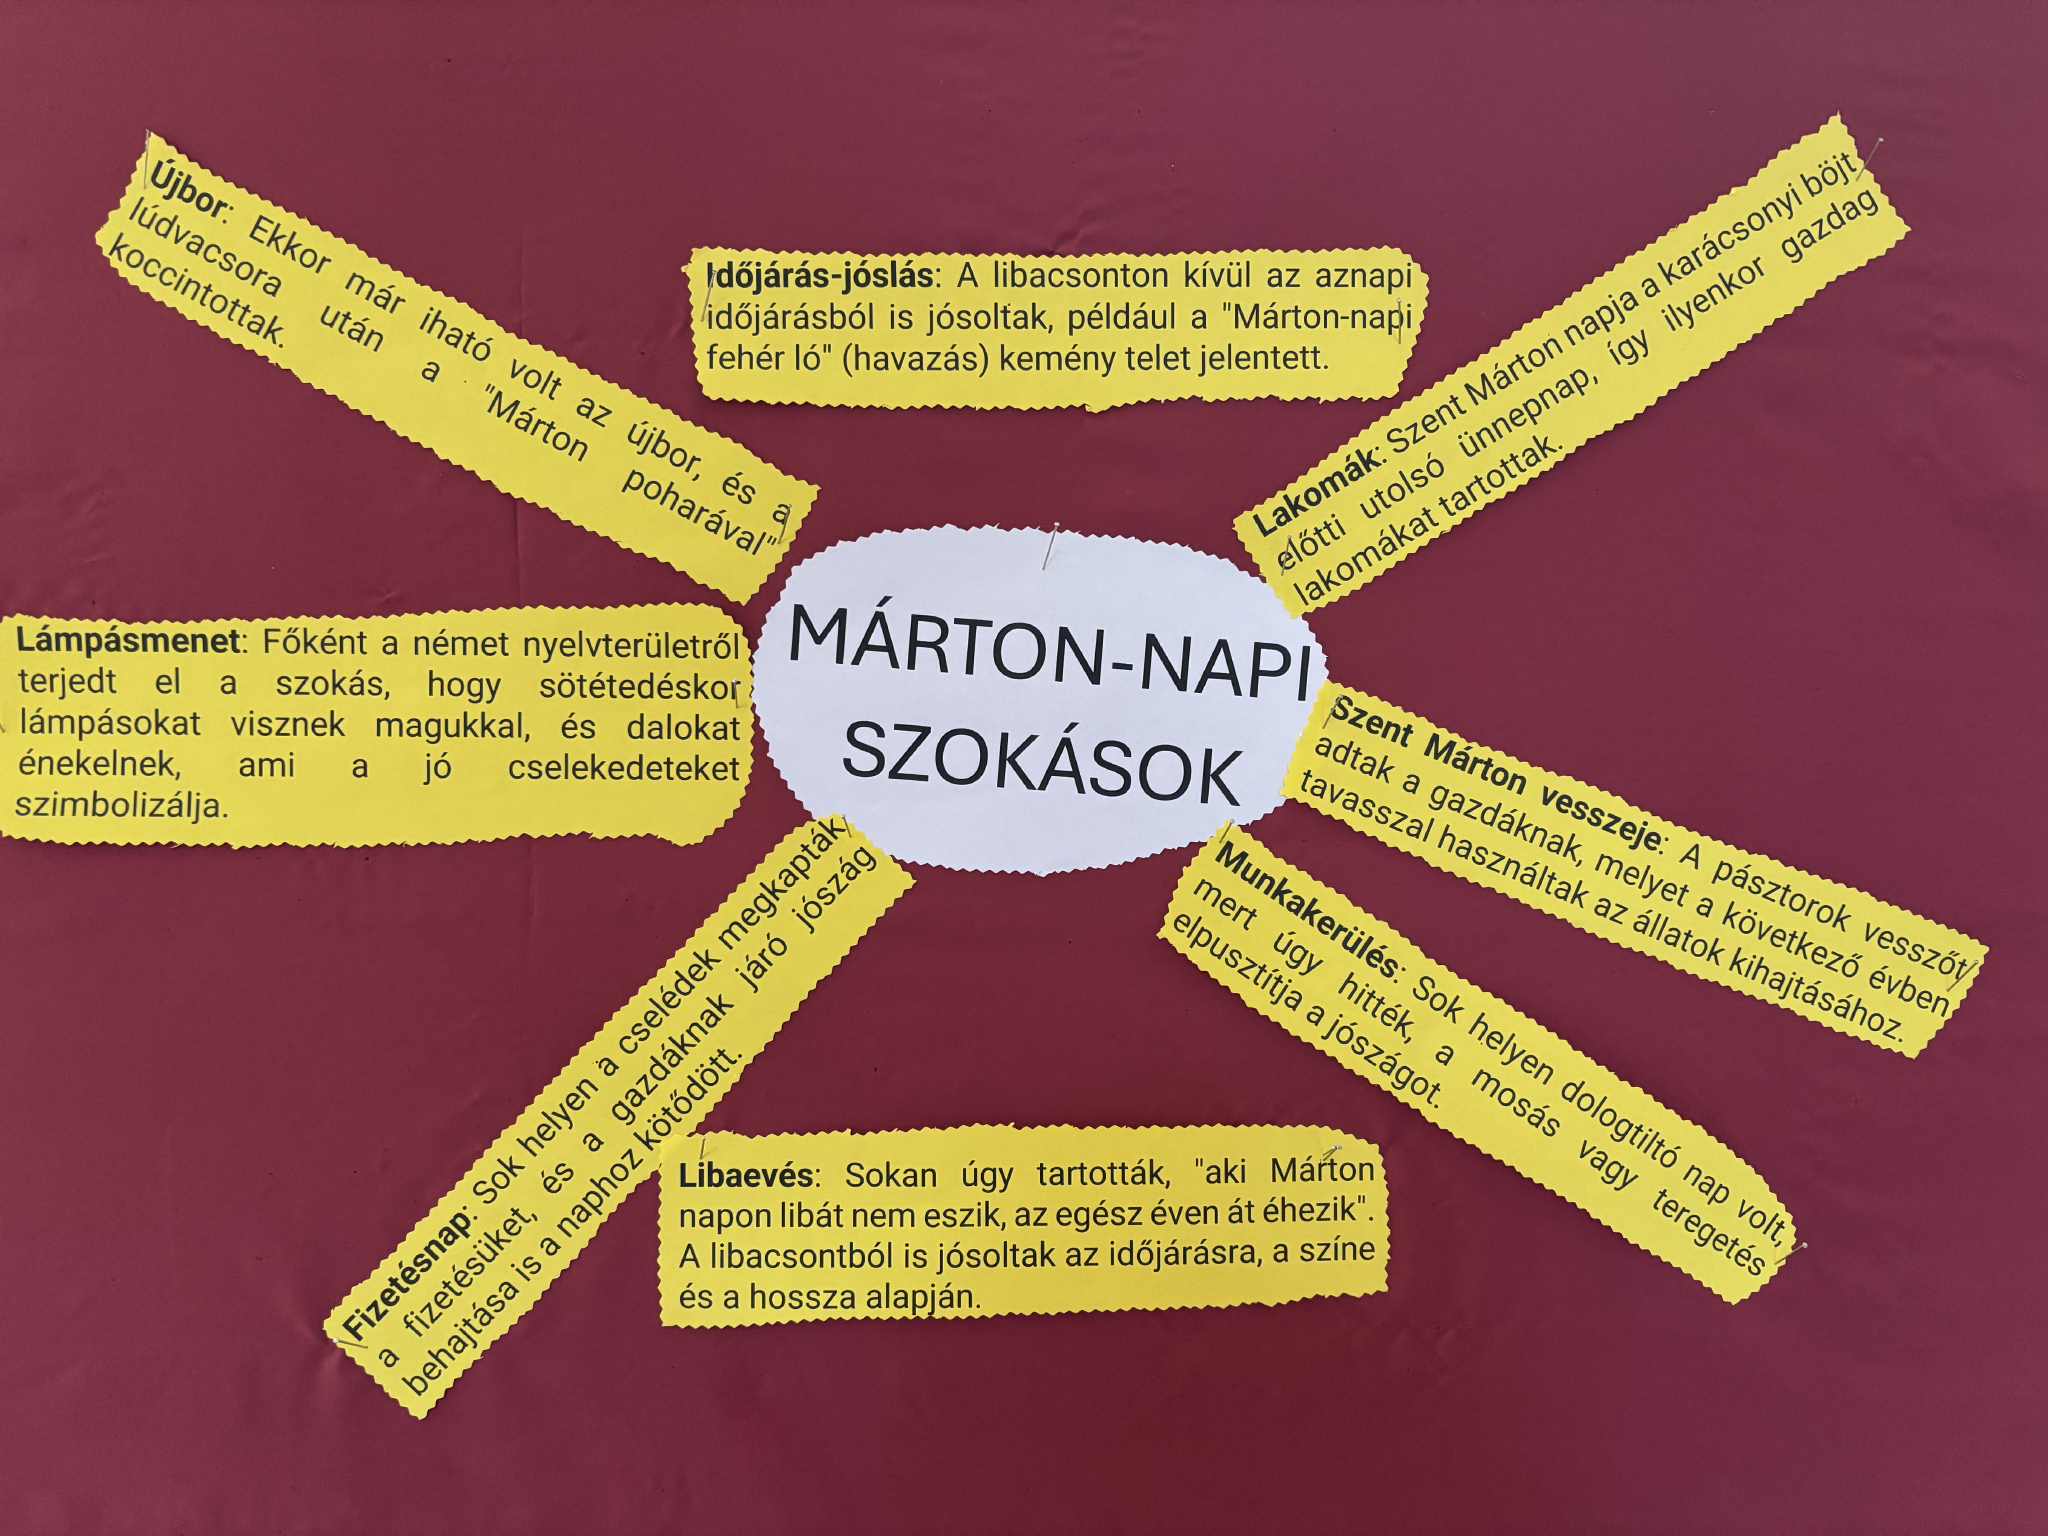 Újbor: Ekkor már iható volt az újbor, és a
lúdvacsora után a "Márton poharával"
koccintottak.
Időjárás-jóslás: A libacsonton kívül az aznapi
időjárásból is jósoltak, például a "Márton-napi
fehér ló" (havazás) kemény telet jelentett.
Lakomák: Szent Márton napja a karácsonyi böjt
előtti utolsó ünnepnap, így ilyenkor gazdag
lakomákat tartottak.
MÁRTON-NAPI
SZOKÁSOK
Lámpásmenet: Főként a német nyelvterületről
terjedt el a szokás, hogy sötétedéskor
lámpásokat visznek magukkal, és dalokat
énekelnek, ami a jó cselekedeteket
szimbolizálja.
Szent Márton vesszeje: A pásztorok vesszőt
adtak a gazdáknak, melyet a következő évben
tavasszal használtak az állatok kihajtásához.
Munkakerülés: Sok helyen dologtiltó nap volt,
mert úgy hitték, a mosás vagy teregetés
elpusztítja a jószágot.
Fizetésnap: Sok helyen a cselédek megkapták
a fizetésüket, és a gazdáknak járó jószág
behajtása is a naphoz kötődött.
Libaevés: Sokan úgy tartották, "aki Márton
napon libát nem eszik, az egész éven át éhezik".
A libacsontból is jósoltak az időjárásra, a színe
és a hossza alapján.